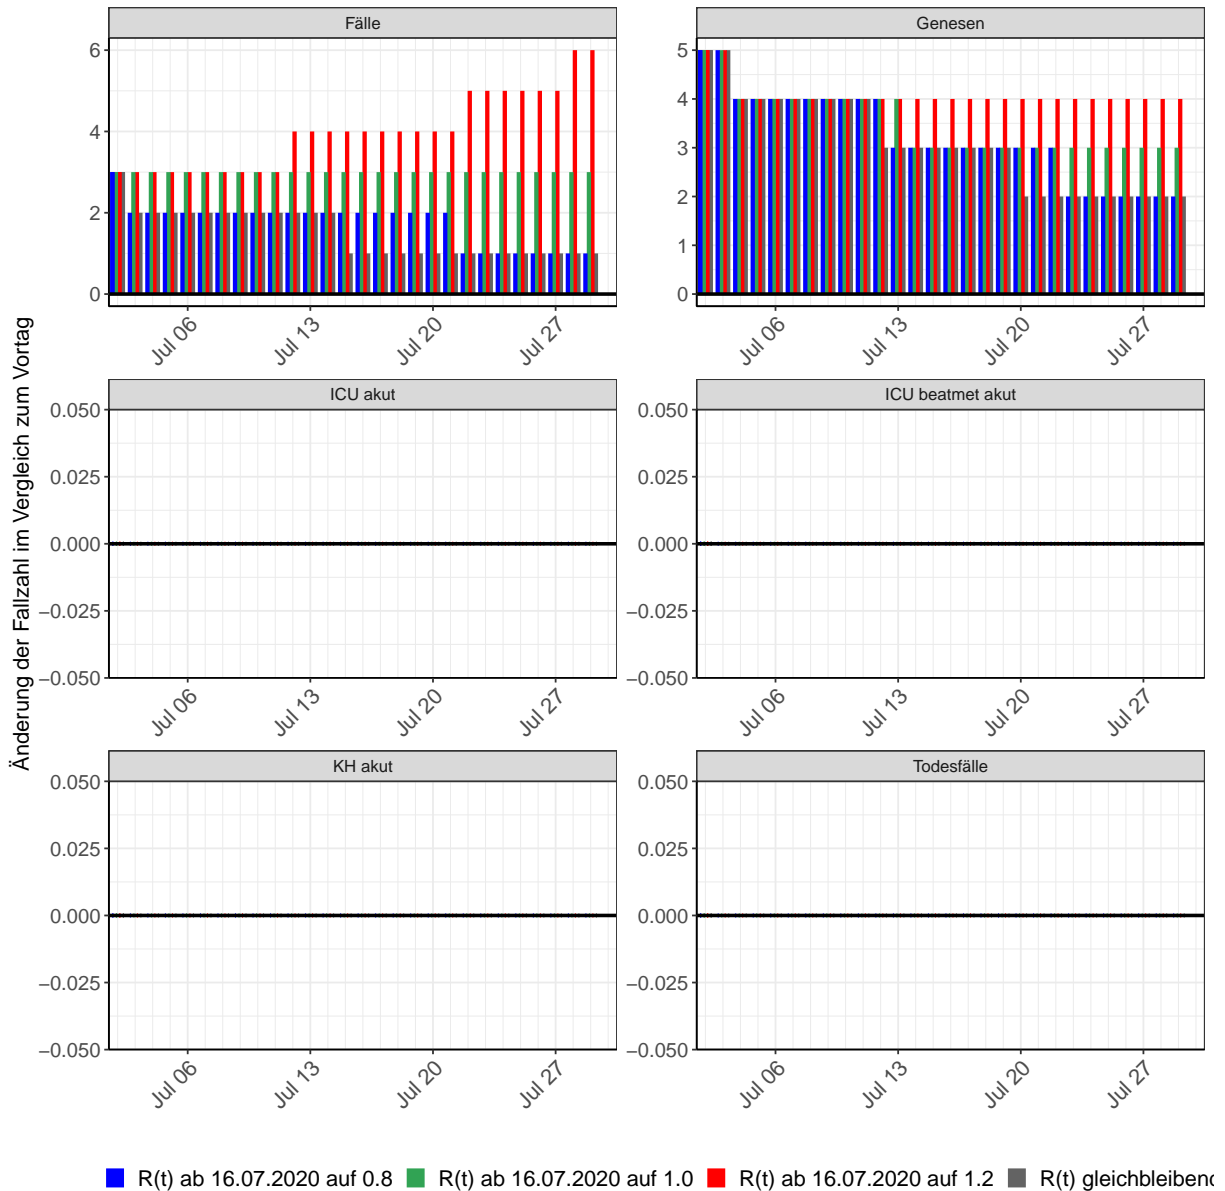 Fälle
Genesen
6
4
2
0
5
4
3
2
1
0
Jul 06
Jul 13
Jul 20
Jul 27
Jul 06
Jul 13
Jul 20
Jul 27
Änderung der Fallzahl im Vergleich zum Vortag
ICU akut
ICU beatmet akut
0.050
0.025
0.000
−0.025
−0.050
0.050
0.025
0.000
−0.025
−0.050
Jul 06
Jul 13
Jul 20
Jul 27
Jul 06
Jul 13
Jul 20
Jul 27
KH akut
Todesfälle
0.050
0.025
0.000
−0.025
−0.050
0.050
0.025
0.000
−0.025
−0.050
Jul 06
Jul 13
Jul 20
Jul 27
Jul 06
Jul 13
Jul 20
Jul 27
R(t) ab 16.07.2020 auf 0.8
R(t) ab 16.07.2020 auf 1.0
R(t) ab 16.07.2020 auf 1.2
R(t) gleichbleibend